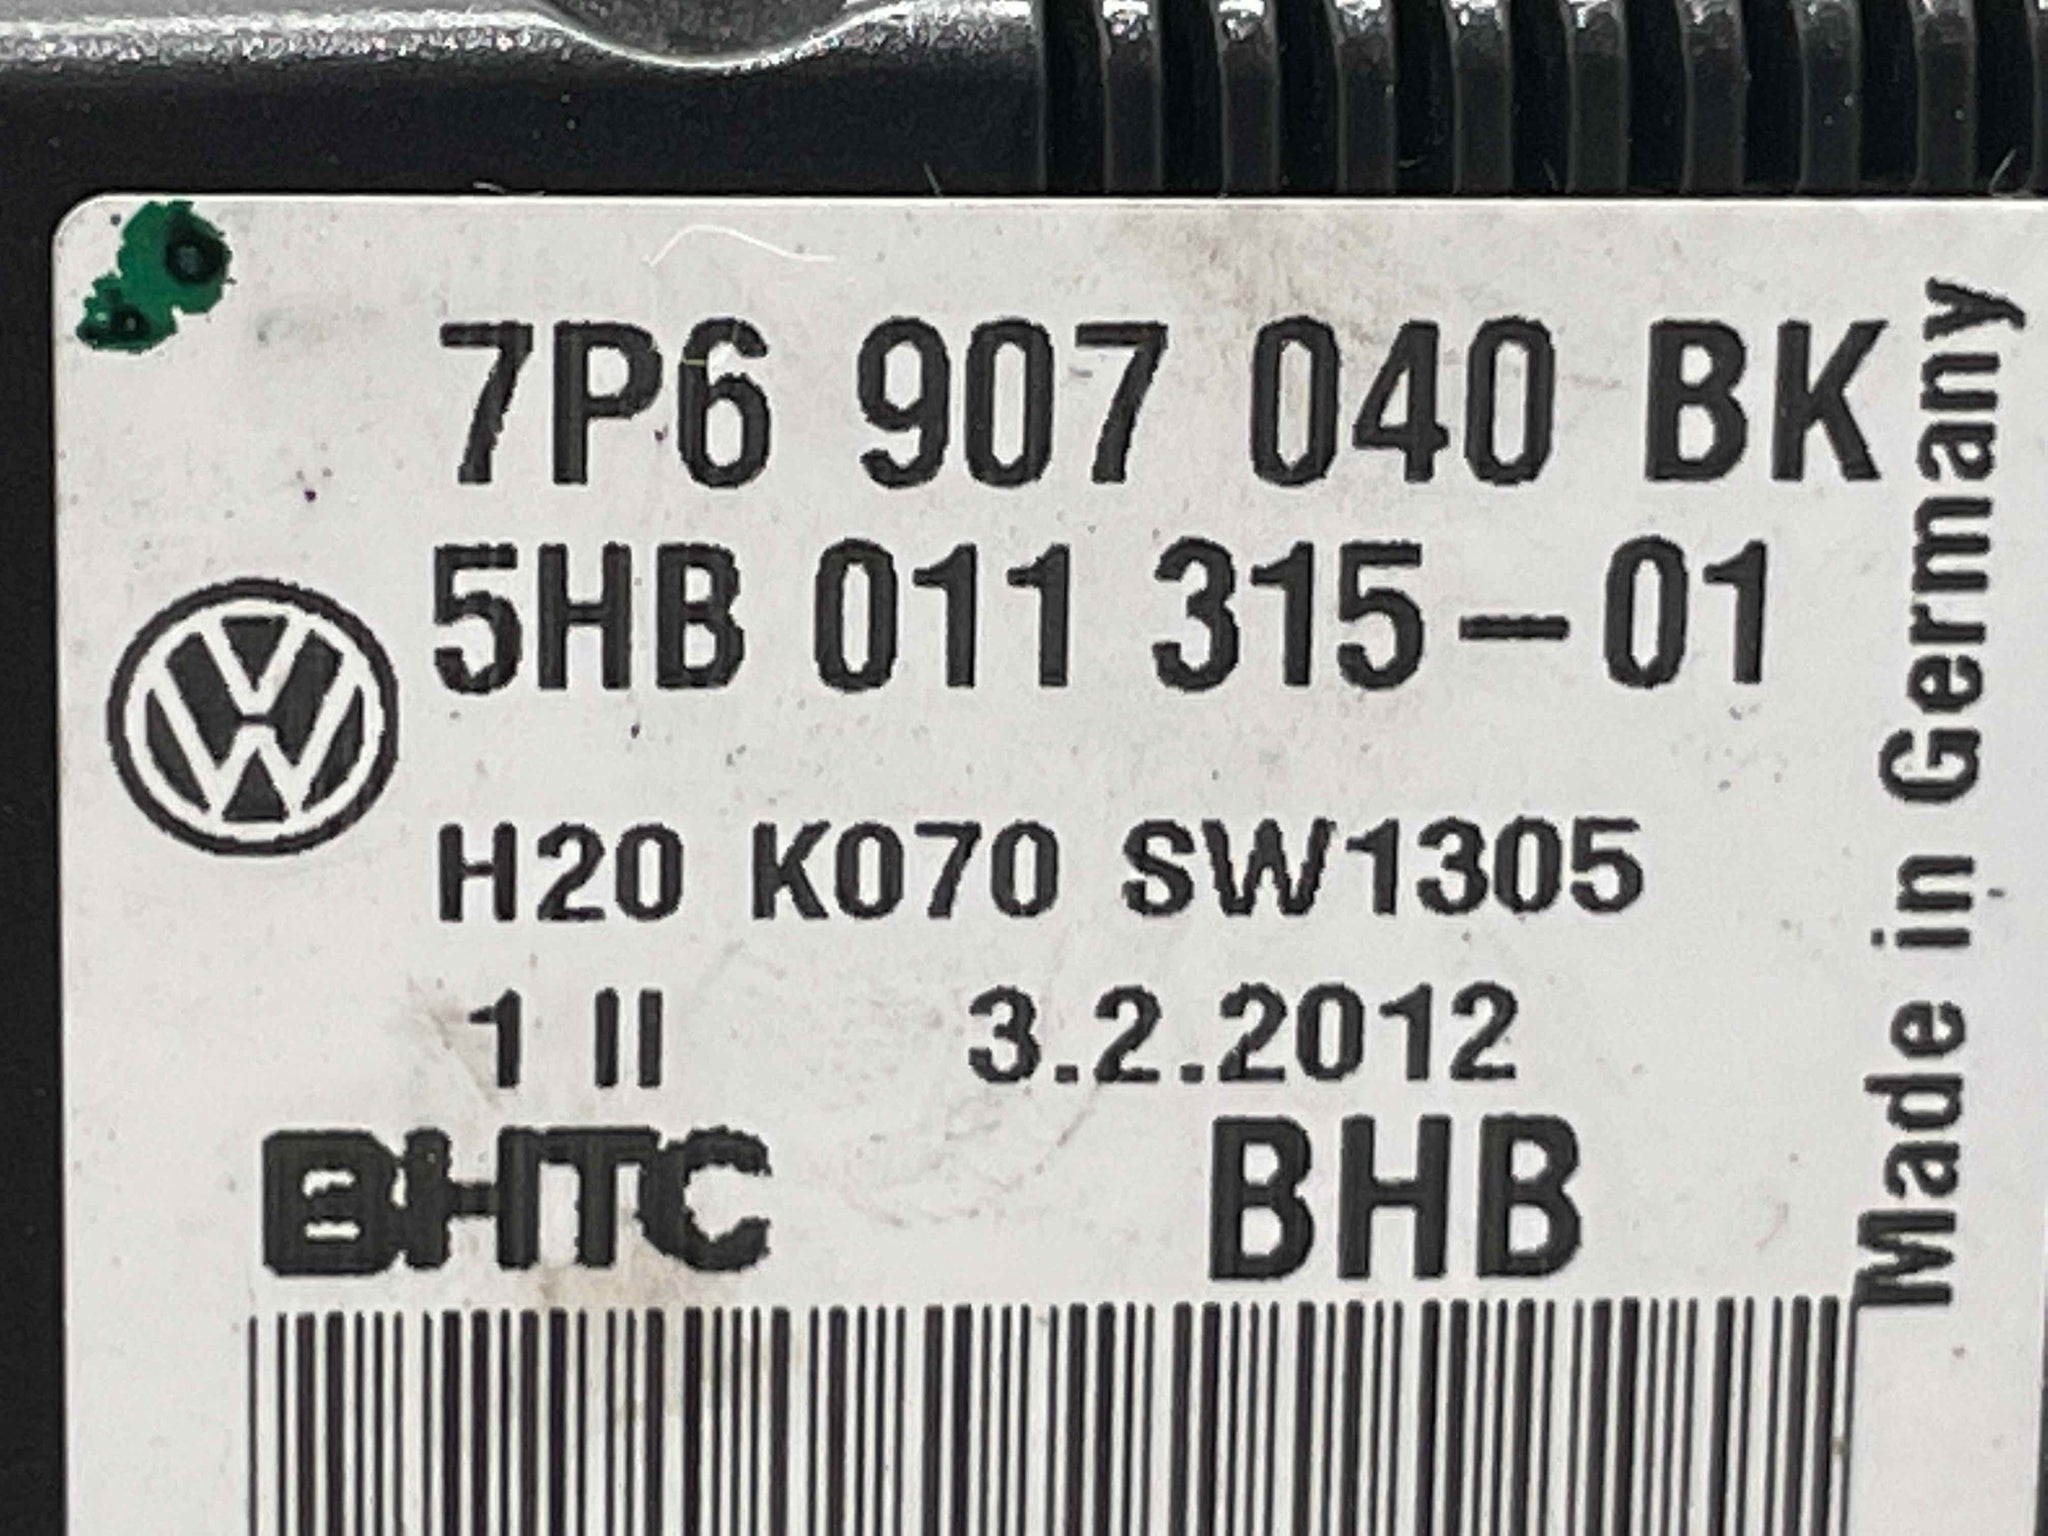 7P6 907 040 BK
5HB 011 315-01
H20 K070 SW1305
1 II 3.2.2012
BHTC BHB
Made in Germany